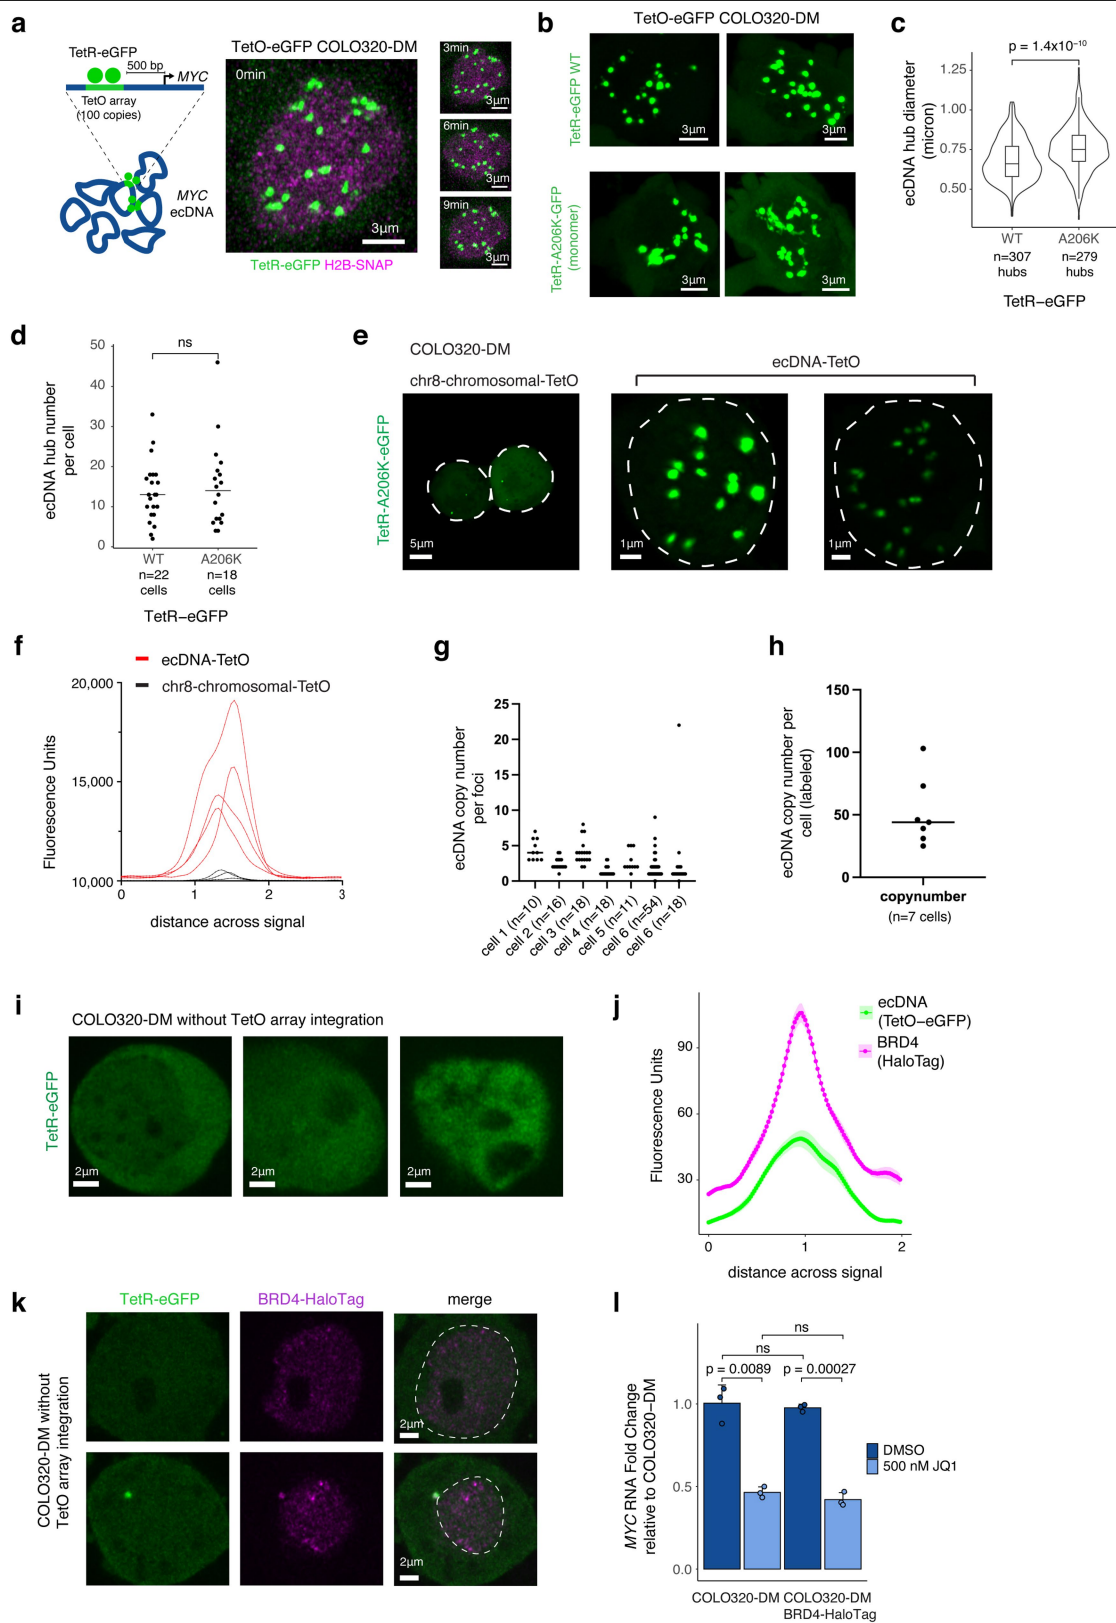 a
TetR-eGFP
500 bp
MYC
TetO array
(100 copies)
MYC
ecDNA
TetO-eGFP COLO320-DM
0min
3µm
TetR-eGFP H2B-SNAP
3min
3µm
6min
3µm
9min
3µm
b
TetO-eGFP COLO320-DM
TetR-eGFP WT
3µm
3µm
TetR-A206K-GFP
(monomer)
3µm
3µm
c
p = 1.4x10⁻¹⁰
ecDNA hub diameter
(micron)
1.25
1.00
0.75
0.50
WT
n=307
hubs
A206K
n=279
hubs
TetR−eGFP
d
ns
ecDNA hub number
per cell
50
40
30
20
10
0
WT
n=22
cells
A206K
n=18
cells
TetR−eGFP
e
COLO320-DM
chr8-chromosomal-TetO
ecDNA-TetO
TetR-A206K-eGFP
5µm
1µm
1µm
f
ecDNA-TetO
chr8-chromosomal-TetO
Fluorescence Units
20,000
15,000
10,000
0
1
2
3
distance across signal
g
ecDNA copy number
per foci
25
20
15
10
5
0
cell 1 (n=10)
cell 2 (n=16)
cell 3 (n=18)
cell 4 (n=18)
cell 5 (n=11)
cell 6 (n=54)
cell 6 (n=18)
h
ecDNA copy number per
cell (labeled)
150
100
50
0
copynumber
(n=7 cells)
i
COLO320-DM without TetO array integration
TetR-eGFP
2µm
2µm
2µm
j
ecDNA
(TetO−eGFP)
BRD4
(HaloTag)
Fluorescence Units
90
60
30
0
1
2
distance across signal
k
TetR-eGFP
BRD4-HaloTag
merge
COLO320-DM without
TetO array integration
2µm
2µm
l
ns
ns
p = 0.0089
p = 0.00027
MYC RNA Fold Change
relative to COLO320−DM
1.0
0.5
0.0
DMSO
500 nM JQ1
COLO320-DM
COLO320-DM
BRD4-HaloTag